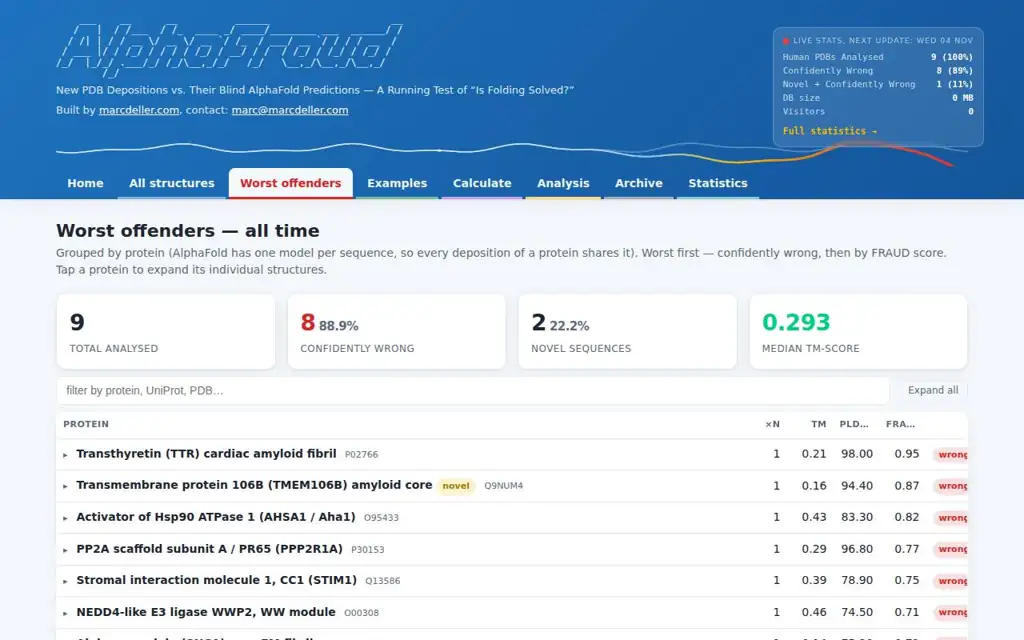 New PDB Depositions vs. Their Blind AlphaFold Predictions — A Running Test of “Is Folding Solved?”
Built by marcdeller.com, contact: marc@marcdeller.com
LIVE STATS, NEXT UPDATE: WED 04 NOV
Human PDBs Analysed 9 (100%)
Confidently Wrong 8 (89%)
Novel + Confidently Wrong 1 (11%)
DB size 0 MB
Visitors 0
Full statistics →
Home All structures Worst offenders Examples Calculate Analysis Archive Statistics
Worst offenders — all time
Grouped by protein (AlphaFold has one model per sequence, so every deposition of a protein shares it). Worst first — confidently wrong, then by FRAUD score.
Tap a protein to expand its individual structures.
9
TOTAL ANALYSED
8 88.9%
CONFIDENTLY WRONG
2 22.2%
NOVEL SEQUENCES
0.293
MEDIAN TM-SCORE
filter by protein, UniProt, PDB… Expand all
PROTEIN ×N TM PLD… FRA…
▸ Transthyretin (TTR) cardiac amyloid fibril P02766 1 0.21 98.00 0.95 wrong
▸ Transmembrane protein 106B (TMEM106B) amyloid core novel Q9NUM4 1 0.16 94.40 0.87 wrong
▸ Activator of Hsp90 ATPase 1 (AHSA1 / Aha1) O95433 1 0.43 83.30 0.82 wrong
▸ PP2A scaffold subunit A / PR65 (PPP2R1A) P30153 1 0.29 96.80 0.77 wrong
▸ Stromal interaction molecule 1, CC1 (STIM1) Q13586 1 0.39 78.90 0.75 wrong
▸ NEDD4-like E3 ligase WWP2, WW module O00308 1 0.46 74.50 0.71 wrong